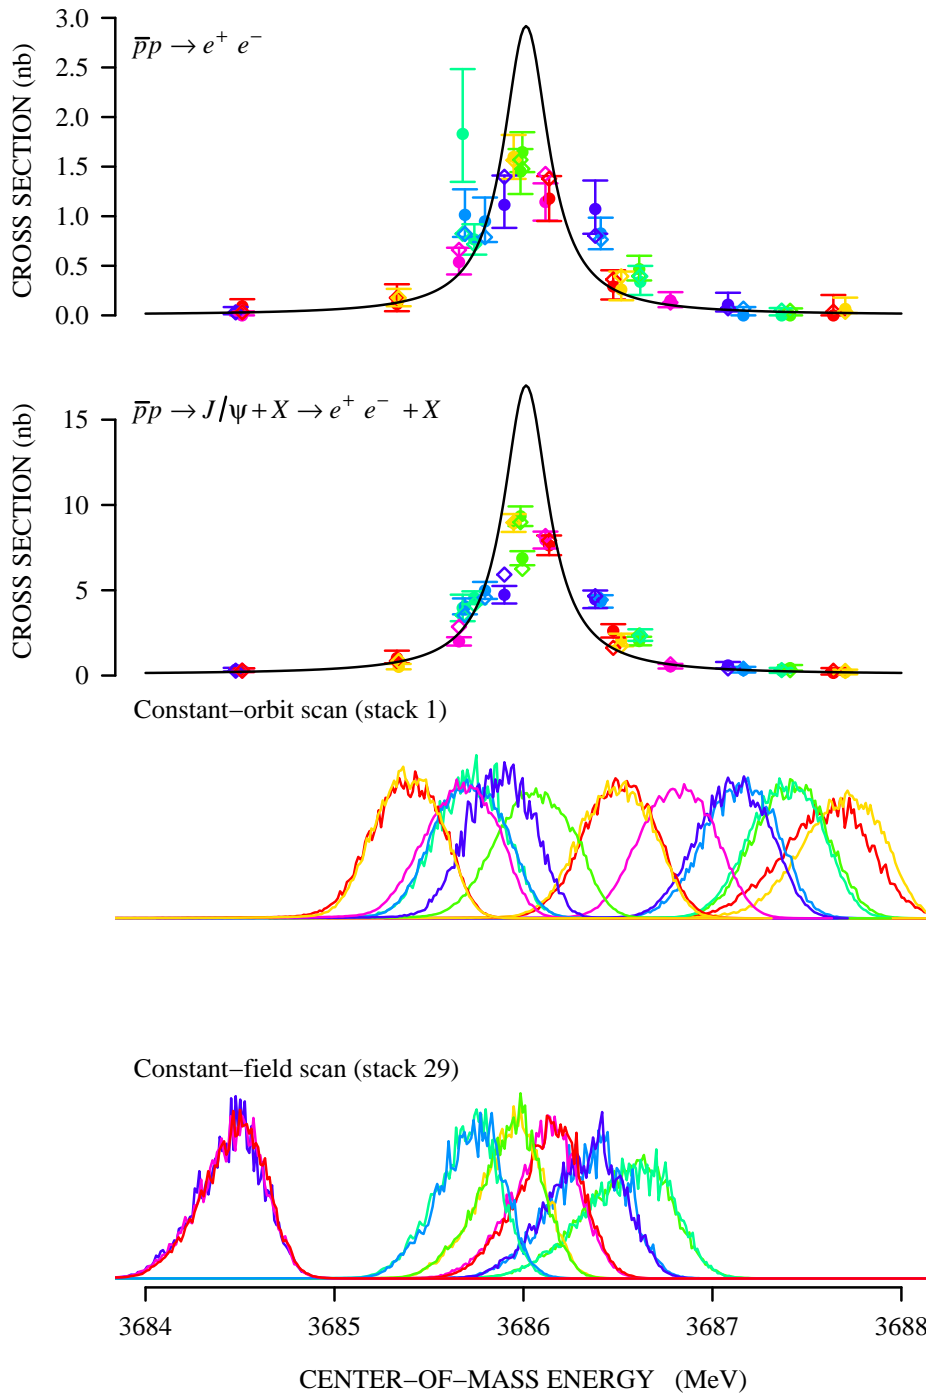 3.0
p̅p → e⁺ e⁻
2.5
2.0
1.5
1.0
0.5
0.0
CROSS SECTION (nb)
p̅p → J/ψ + X → e⁺ e⁻ + X
15
10
5
0
CROSS SECTION (nb)
Constant−orbit scan (stack 1)
Constant−field scan (stack 29)
3684 3685 3686 3687 3688
CENTER−OF−MASS ENERGY (MeV)